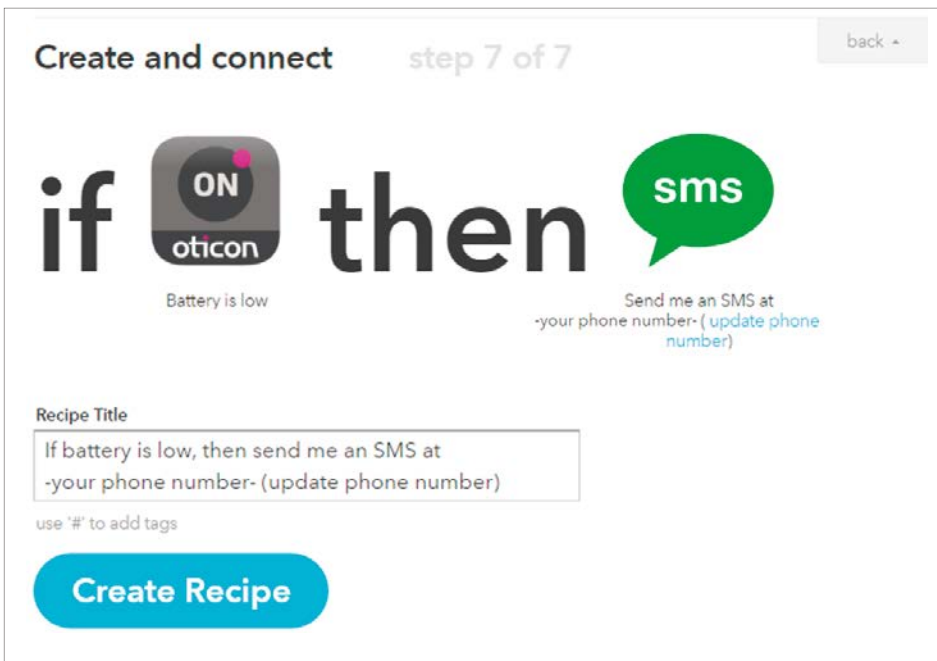 Create and connect step 7 of 7 back
if ON oticon then sms
Battery is low
Send me an SMS at
-your phone number- ( update phone
number)
Recipe Title
If battery is low, then send me an SMS at
-your phone number- (update phone number)
use '#' to add tags
Create Recipe